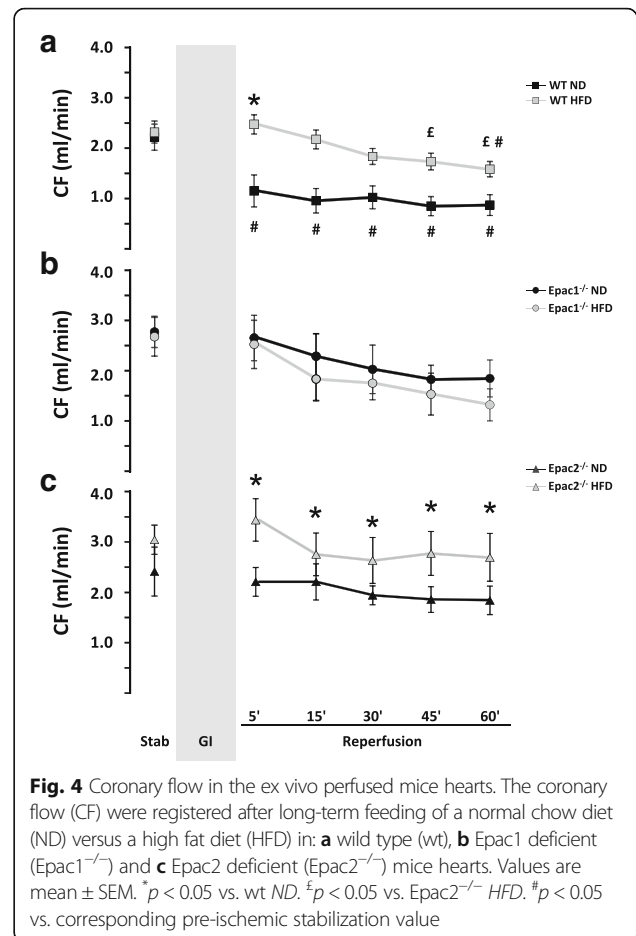 a
4.0
3.0
2.0
1.0
CF (ml/min)
*
£
£ #
# # # # #
WT ND
WT HFD
b
4.0
3.0
2.0
1.0
CF (ml/min)
Epac1-/- ND
Epac1-/- HFD
c
4.0
3.0
2.0
1.0
CF (ml/min)
* * * * *
Epac2-/- ND
Epac2-/- HFD
5' 15' 30' 45' 60'
Stab GI Reperfusion
Fig. 4 Coronary flow in the ex vivo perfused mice hearts. The coronary
flow (CF) were registered after long-term feeding of a normal chow diet
(ND) versus a high fat diet (HFD) in: a wild type (wt), b Epac1 deficient
(Epac1−/−) and c Epac2 deficient (Epac2−/−) mice hearts. Values are
mean ± SEM. *p < 0.05 vs. wt ND. £p < 0.05 vs. Epac2−/− HFD. #p < 0.05
vs. corresponding pre-ischemic stabilization value